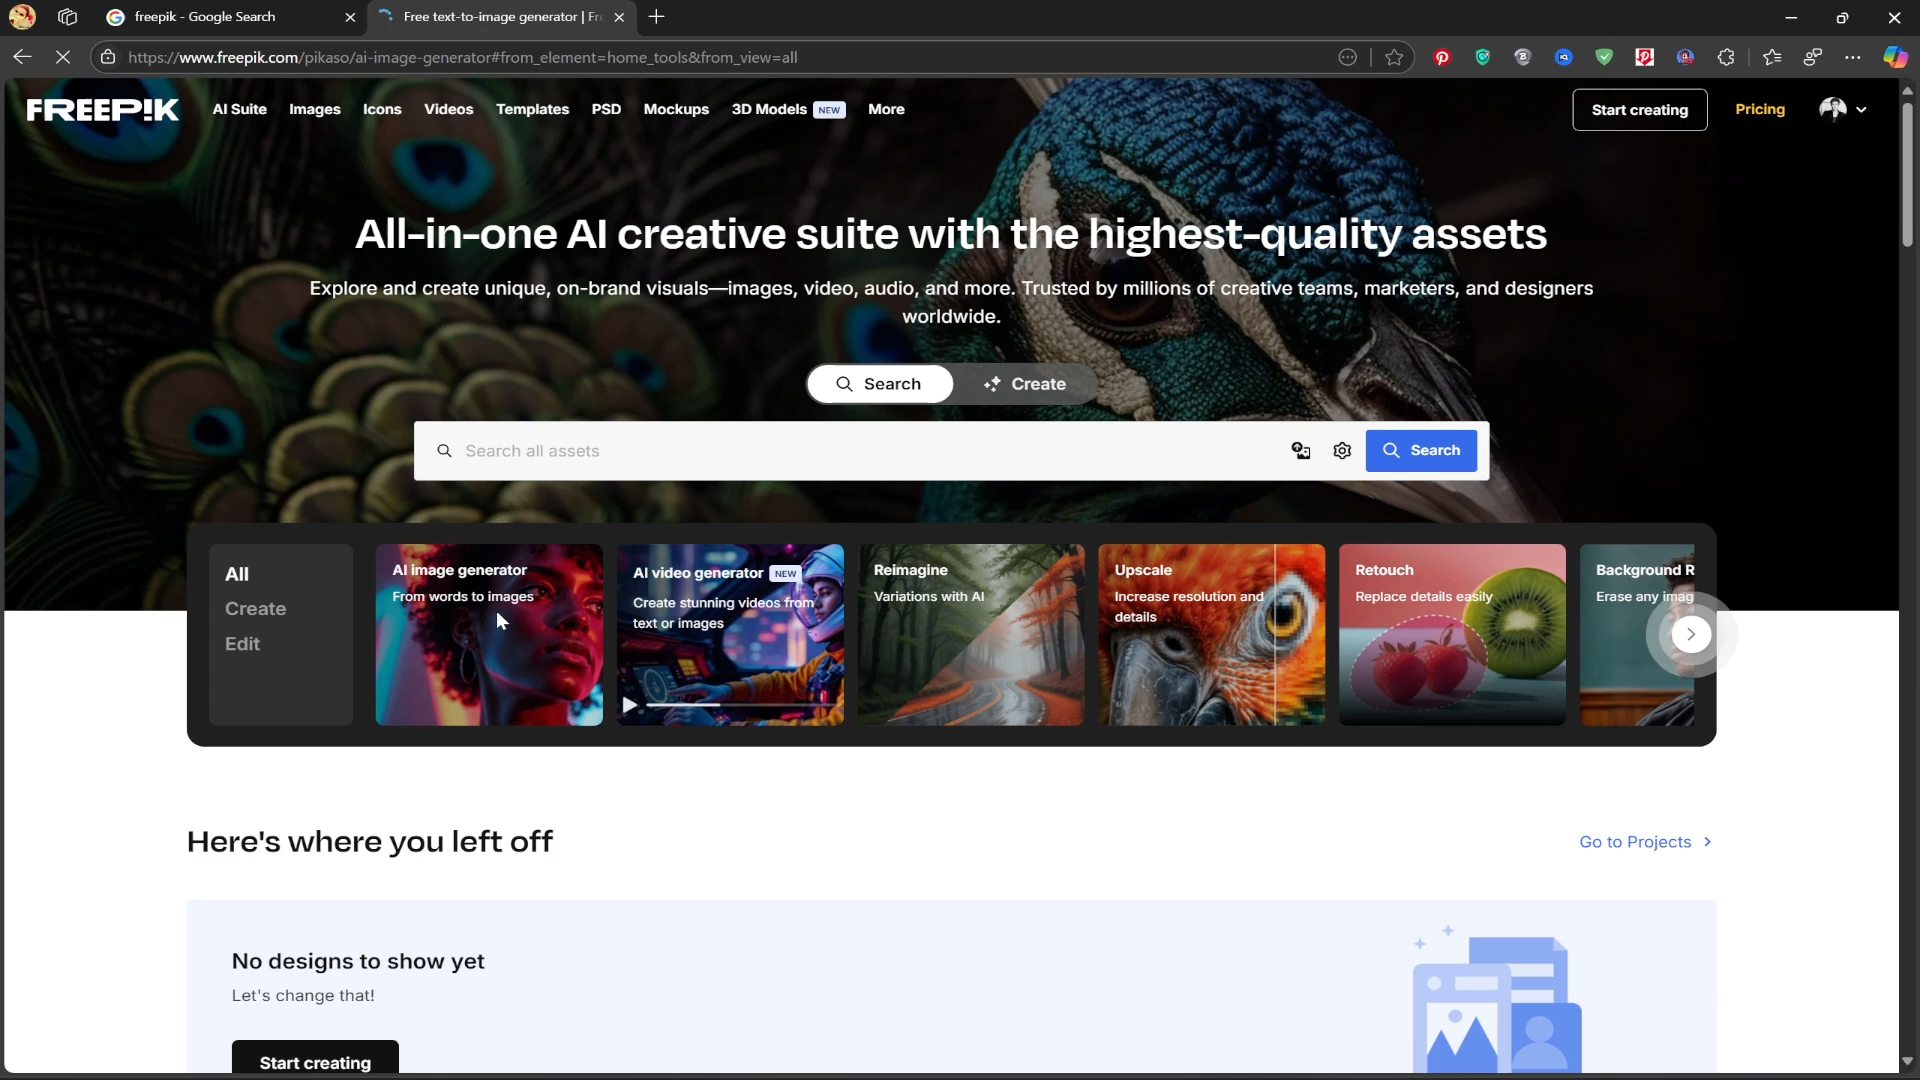 freepik - Google Search
Free text-to-image generator | Fr
https://www.freepik.com/pikaso/ai-image-generator#from_element=home_tools&from_view=all
FREEP!K
AI Suite
Images
Icons
Videos
Templates
PSD
Mockups
3D Models NEW
More
Start creating
Pricing
All-in-one AI creative suite with the highest-quality assets
Explore and create unique, on-brand visuals—images, video, audio, and more. Trusted by millions of creative teams, marketers, and designers
worldwide.
Search
Create
Search all assets
Search
All
Create
Edit
AI image generator
From words to images
AI video generator NEW
Create stunning videos from
text or images
Reimagine
Variations with AI
Upscale
Increase resolution and
details
Retouch
Replace details easily
Background R
Erase any imag
Here's where you left off
Go to Projects
No designs to show yet
Let's change that!
Start creating